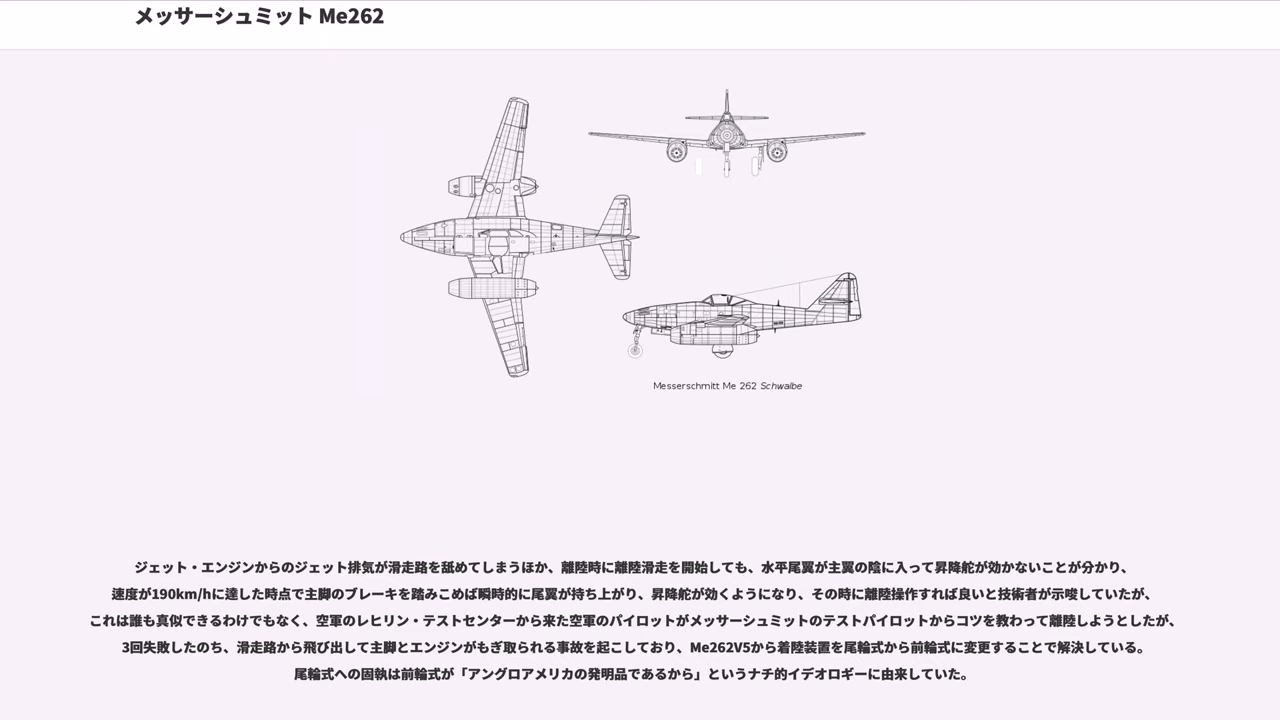 メッサーシュミット Me262
Messerschmitt Me 262 Schwalbe
ジェット・エンジンからのジェット排気が滑走路を舐めてしまうほか、離陸時に離陸滑走を開始しても、水平尾翼が主翼の陰に入って昇降舵が効かないことが分かり、
速度が190km/hに達した時点で主脚のブレーキを踏みこめば瞬時的に尾翼が持ち上がり、昇降舵が効くようになり、その時に離陸操作すれば良いと技術者が示唆していたが、
これは誰も真似できるわけでもなく、空軍のレヒリン・テストセンターから来た空軍のパイロットがメッサーシュミットのテストパイロットからコツを教わって離陸しようとしたが、
3回失敗したのち、滑走路から飛び出して主脚とエンジンがもぎ取られる事故を起こしており、Me262V5から着陸装置を尾輪式から前輪式に変更することで解決している。
尾輪式への固執は前輪式が「アングロアメリカの発明品であるから」というナチ的イデオロギーに由来していた。